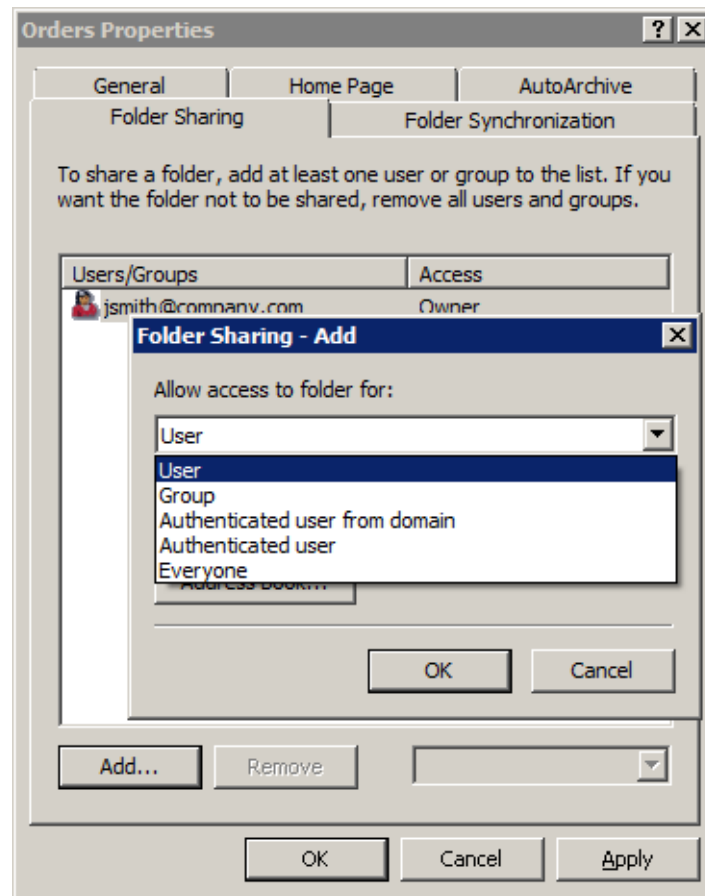 Orders Properties
General Home Page AutoArchive
Folder Sharing Folder Synchronization
To share a folder, add at least one user or group to the list. If you
want the folder not to be shared, remove all users and groups.
Users/Groups Access
jsmith@company.com Owner
Folder Sharing - Add
Allow access to folder for:
User
User
Group
Authenticated user from domain
Authenticated user
Everyone
Address Book...
OK Cancel
Add... Remove
OK Cancel Apply